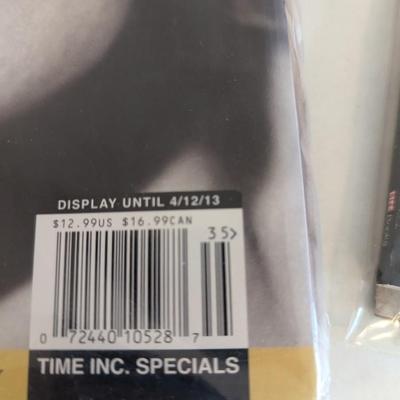 DISPLAY UNTIL 4/12/13
$12.99US $16.99CAN
35>
0 72440 10528 7
TIME INC. SPECIALS